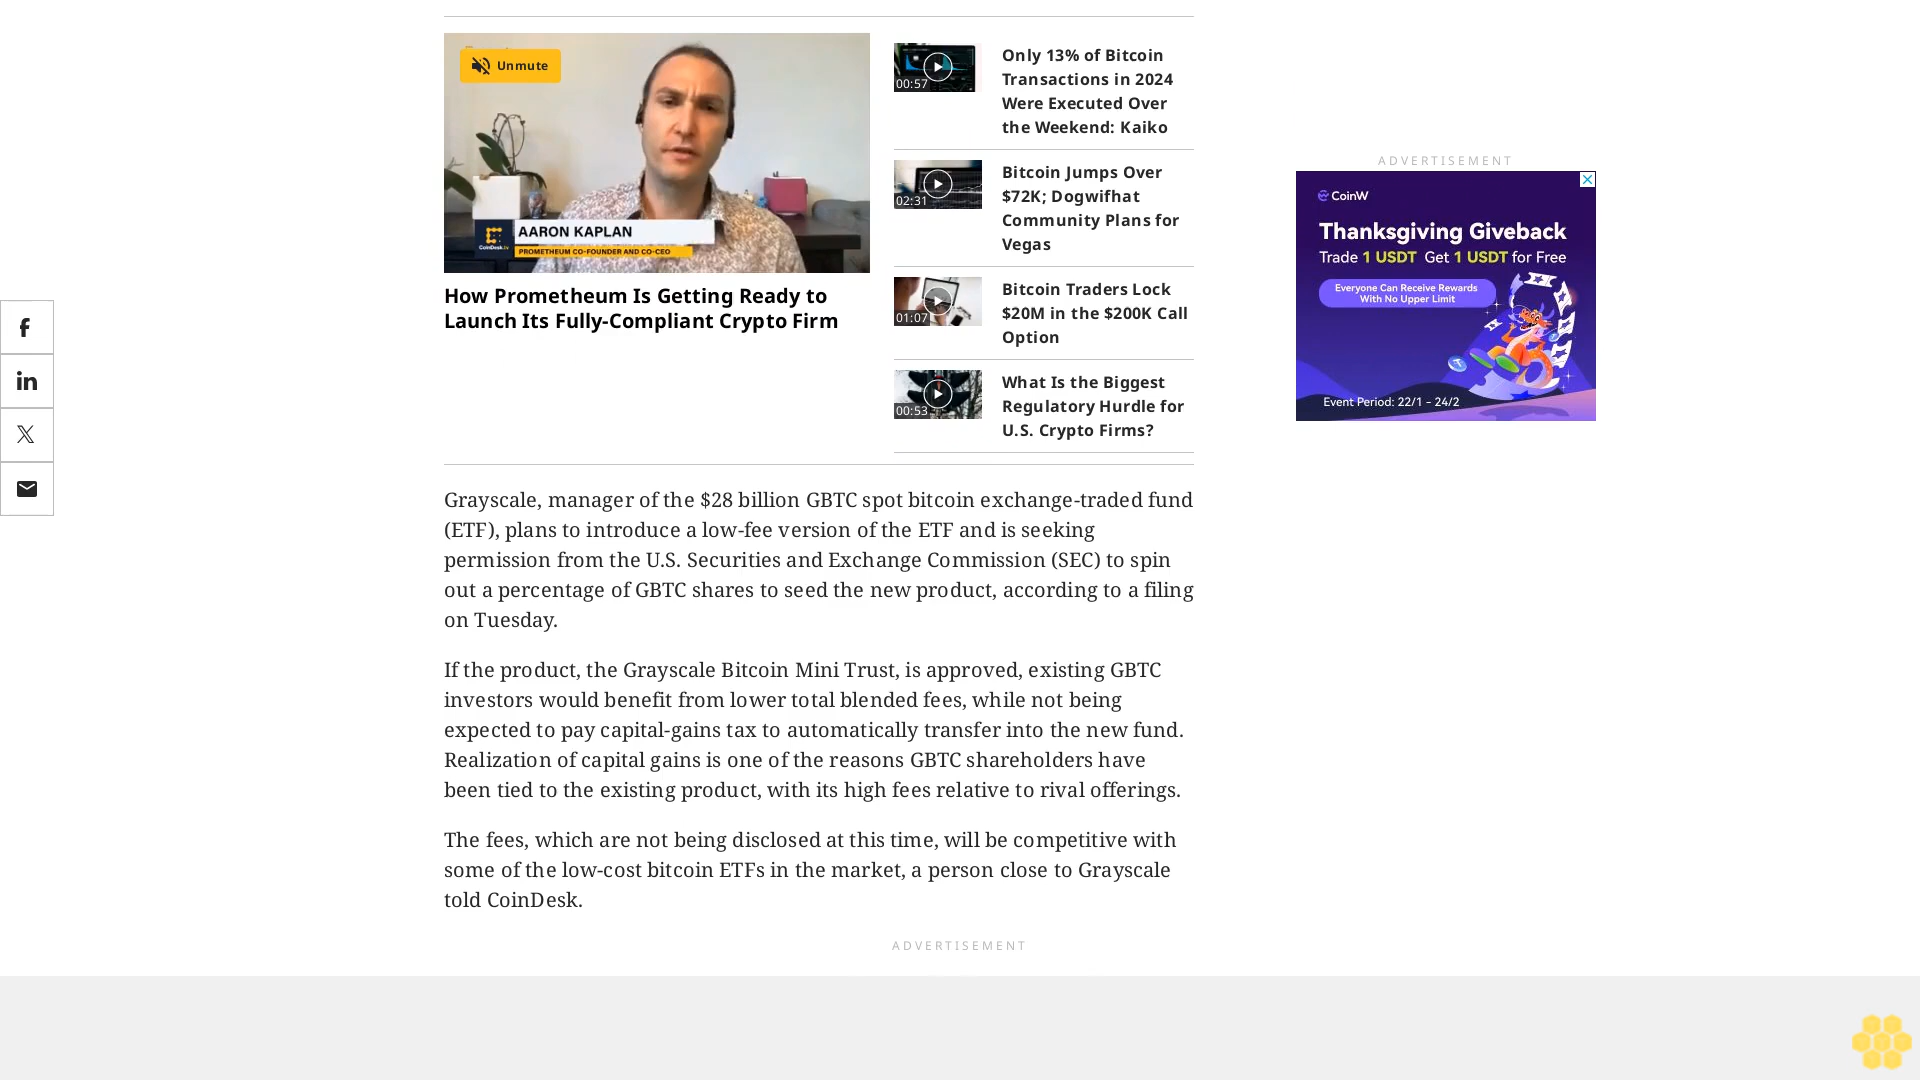 Unmute
AARON KAPLAN
CoinDesk.tv
PROMETHEUM CO-FOUNDER AND CO-CEO
How Prometheum Is Getting Ready to
Launch Its Fully-Compliant Crypto Firm
00:57
Only 13% of Bitcoin
Transactions in 2024
Were Executed Over
the Weekend: Kaiko
02:31
Bitcoin Jumps Over
$72K; Dogwifhat
Community Plans for
Vegas
01:07
Bitcoin Traders Lock
$20M in the $200K Call
Option
00:53
What Is the Biggest
Regulatory Hurdle for
U.S. Crypto Firms?
ADVERTISEMENT
CoinW
Thanksgiving Giveback
Trade 1 USDT Get 1 USDT for Free
Everyone Can Receive Rewards
With No Upper Limit
Event Period: 22/1 - 24/2
Grayscale, manager of the $28 billion GBTC spot bitcoin exchange-traded fund
(ETF), plans to introduce a low-fee version of the ETF and is seeking
permission from the U.S. Securities and Exchange Commission (SEC) to spin
out a percentage of GBTC shares to seed the new product, according to a filing
on Tuesday.
If the product, the Grayscale Bitcoin Mini Trust, is approved, existing GBTC
investors would benefit from lower total blended fees, while not being
expected to pay capital-gains tax to automatically transfer into the new fund.
Realization of capital gains is one of the reasons GBTC shareholders have
been tied to the existing product, with its high fees relative to rival offerings.
The fees, which are not being disclosed at this time, will be competitive with
some of the low-cost bitcoin ETFs in the market, a person close to Grayscale
told CoinDesk.
ADVERTISEMENT